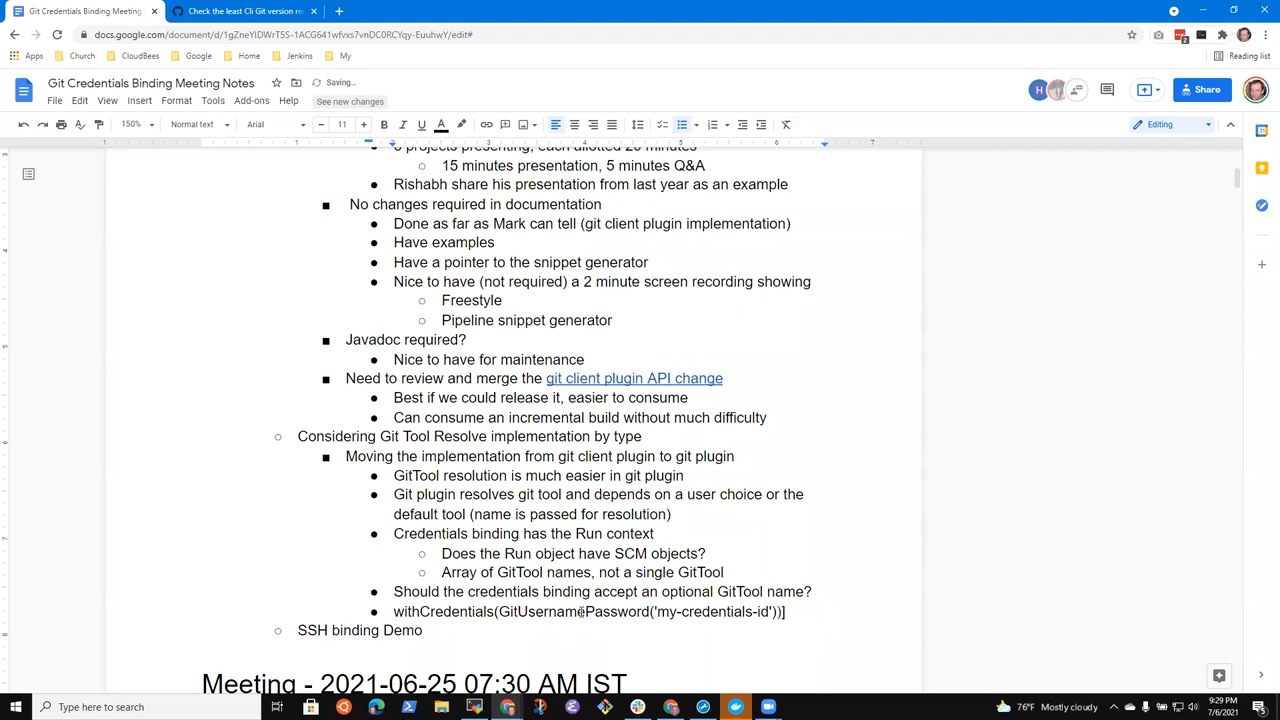 Git Credentials Binding Meeting Notes
Check the least Cli Git version re
docs.google.com/document/d/1gZneYIDWrT5S-1ACG641wfvxs7vnDC0RCYqy-EuuhwY/edit#
Apps
Church
CloudBees
Google
Home
Jenkins
My
Reading list
Git Credentials Binding Meeting Notes
Saving...
File Edit View Insert Format Tools Add-ons Help
See new changes
H
Share
150%
Normal text
Arial
11
Editing
15 minutes presentation, 5 minutes Q&A
Rishabh share his presentation from last year as an example
No changes required in documentation
Done as far as Mark can tell (git client plugin implementation)
Have examples
Have a pointer to the snippet generator
Nice to have (not required) a 2 minute screen recording showing
Freestyle
Pipeline snippet generator
Javadoc required?
Nice to have for maintenance
Need to review and merge the git client plugin API change
Best if we could release it, easier to consume
Can consume an incremental build without much difficulty
Considering Git Tool Resolve implementation by type
Moving the implementation from git client plugin to git plugin
GitTool resolution is much easier in git plugin
Git plugin resolves git tool and depends on a user choice or the
default tool (name is passed for resolution)
Credentials binding has the Run context
Does the Run object have SCM objects?
Array of GitTool names, not a single GitTool
Should the credentials binding accept an optional GitTool name?
withCredentials(GitUsernamePassword('my-credentials-id'))]
SSH binding Demo
Meeting - 2021-06-25 07:30 AM IST
Type here to search
76°F Mostly cloudy
9:29 PM
7/6/2021